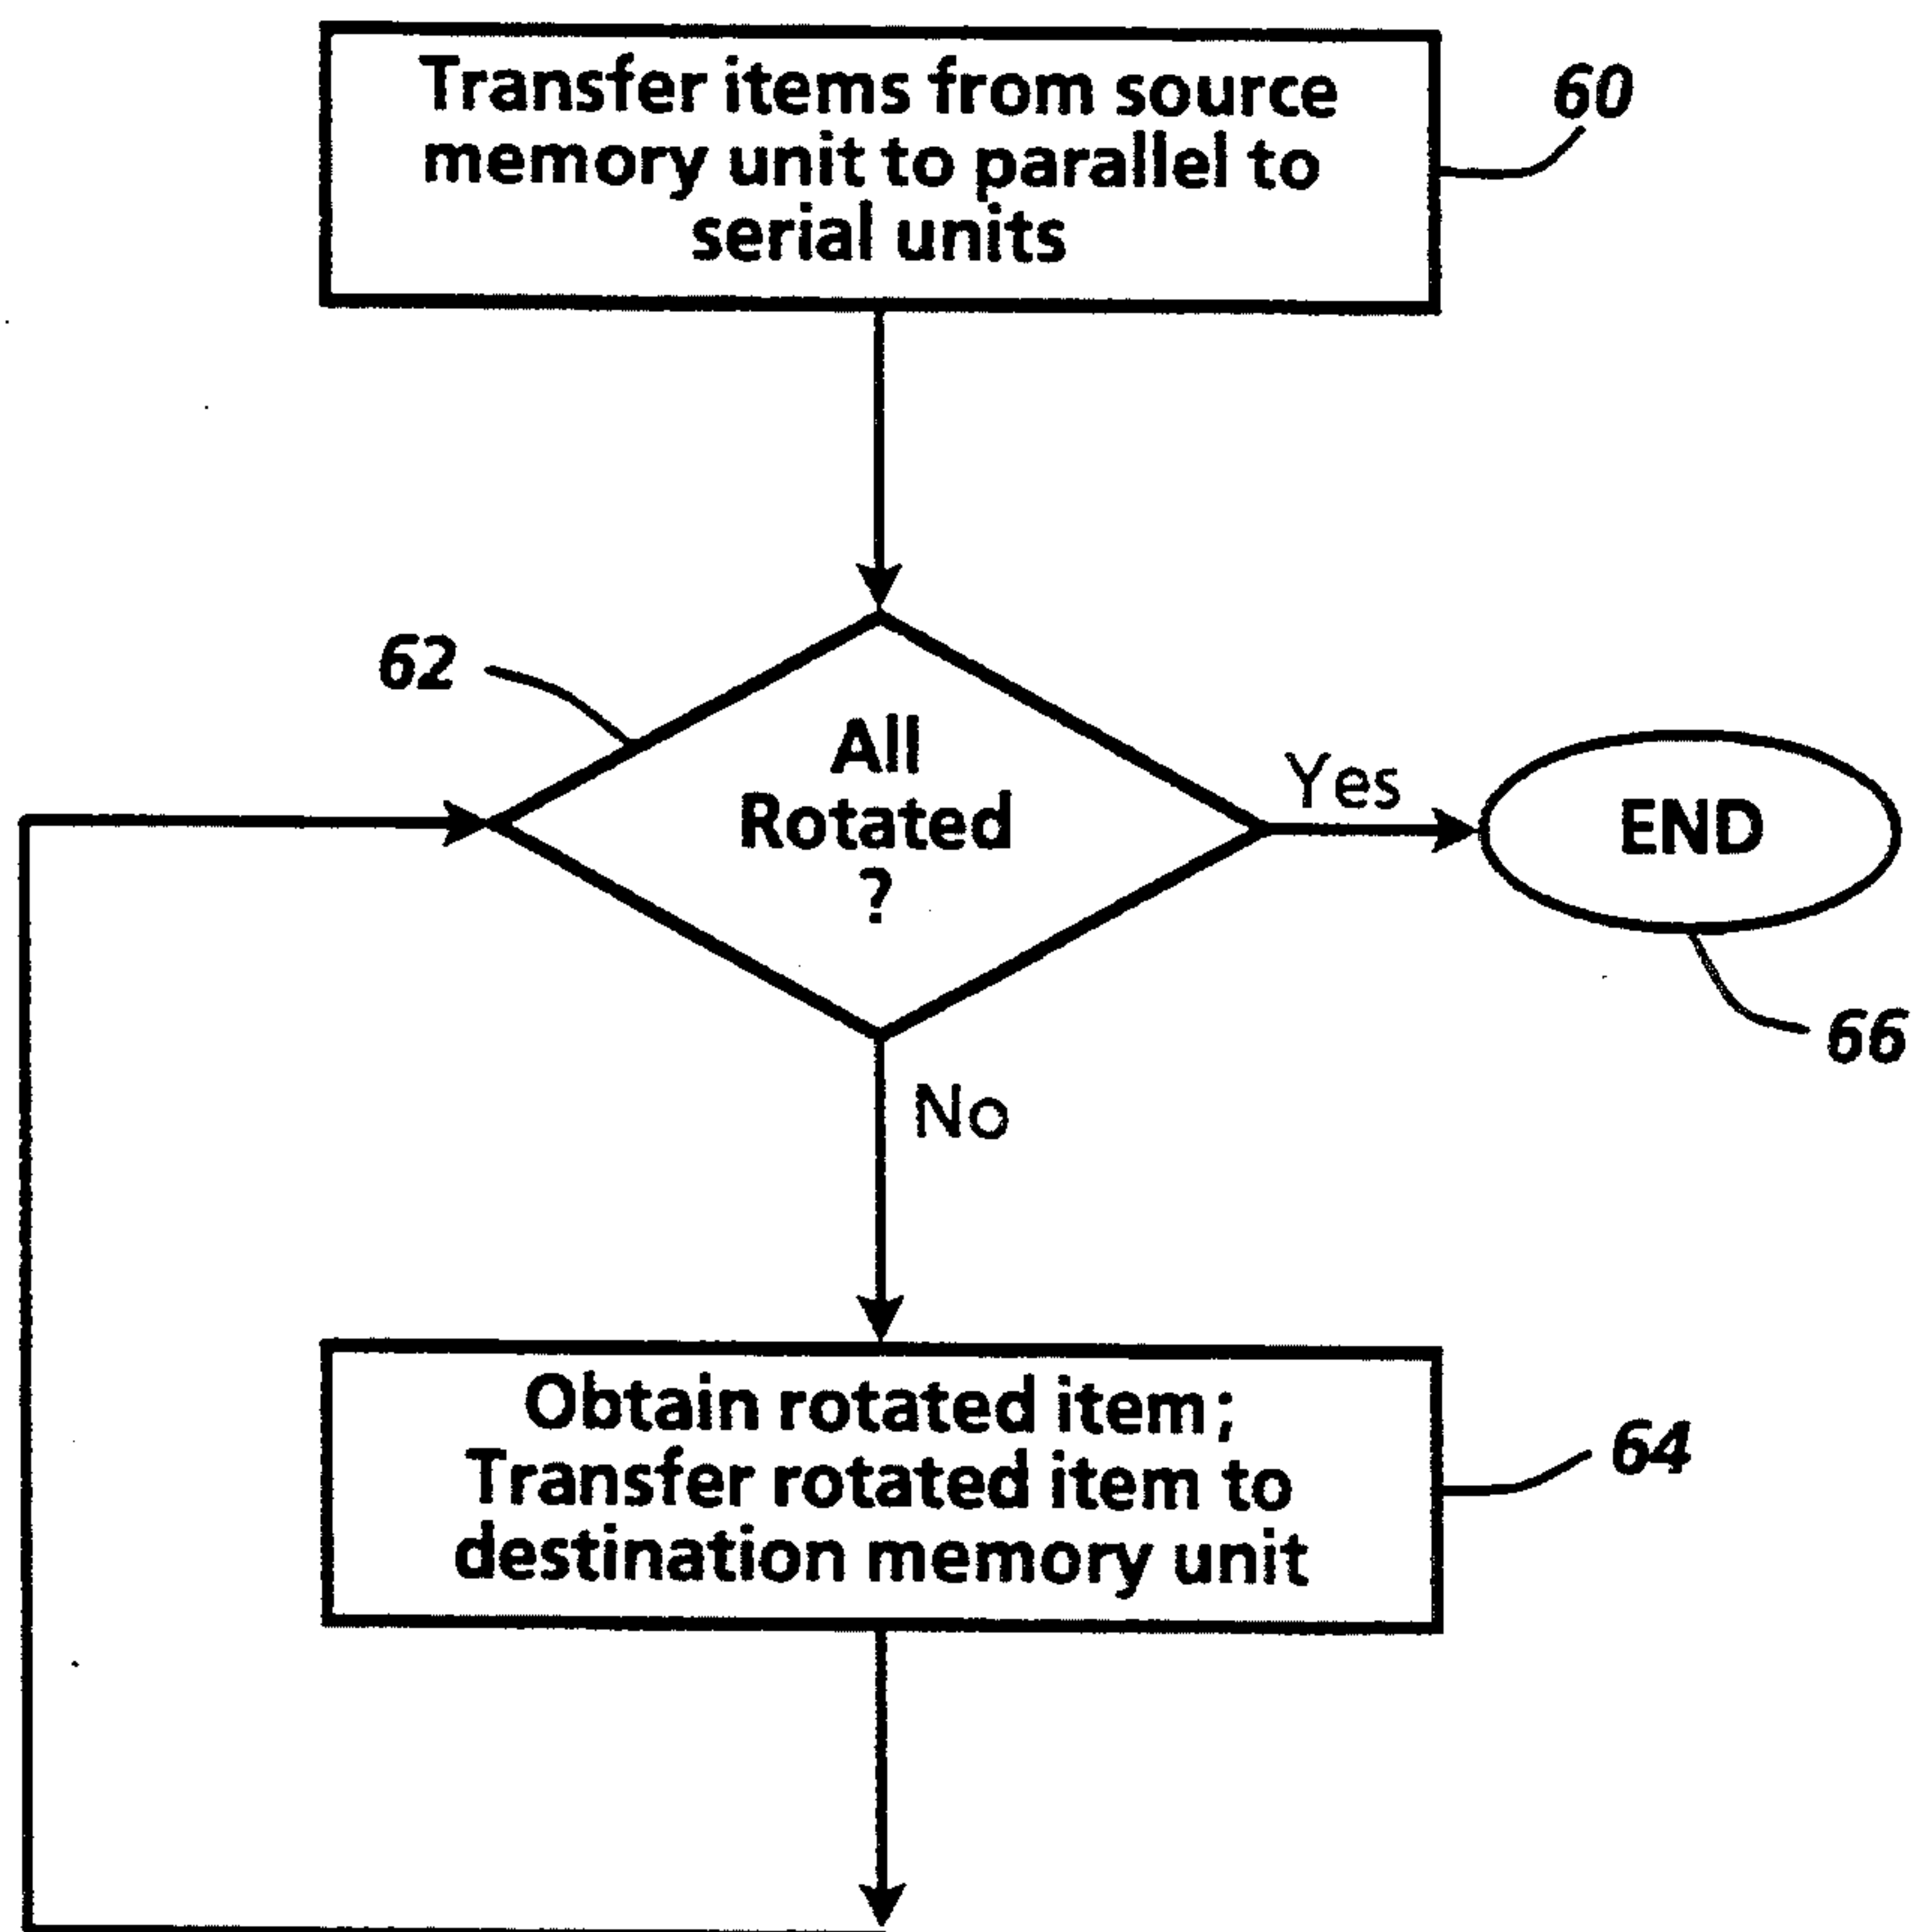 Transfer items from source
memory unit to parallel to
serial units
60
62
All
Rotated
?
Yes
END
66
No
Obtain rotated item;
Transfer rotated item to
destination memory unit
64